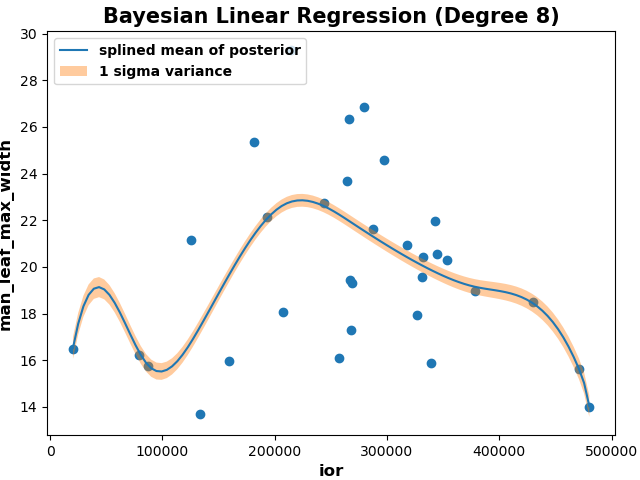 Bayesian Linear Regression (Degree 8)
splined mean of posterior
1 sigma variance
man_leaf_max_width
30
28
26
24
22
20
18
16
14
0 100000 200000 300000 400000 500000
ior